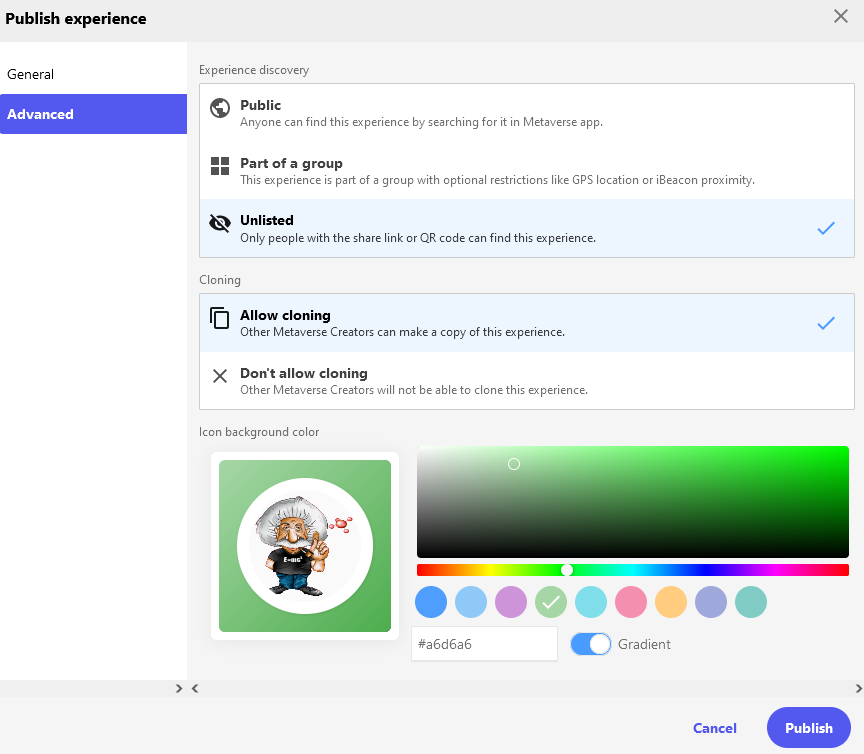 Publish experience
General
Advanced
Experience discovery
Public
Anyone can find this experience by searching for it in Metaverse app.
Part of a group
This experience is part of a group with optional restrictions like GPS location or iBeacon proximity.
Unlisted
Only people with the share link or QR code can find this experience.
Cloning
Allow cloning
Other Metaverse Creators can make a copy of this experience.
Don't allow cloning
Other Metaverse Creators will not be able to clone this experience.
Icon background color
#a6d6a6
Gradient
Cancel
Publish